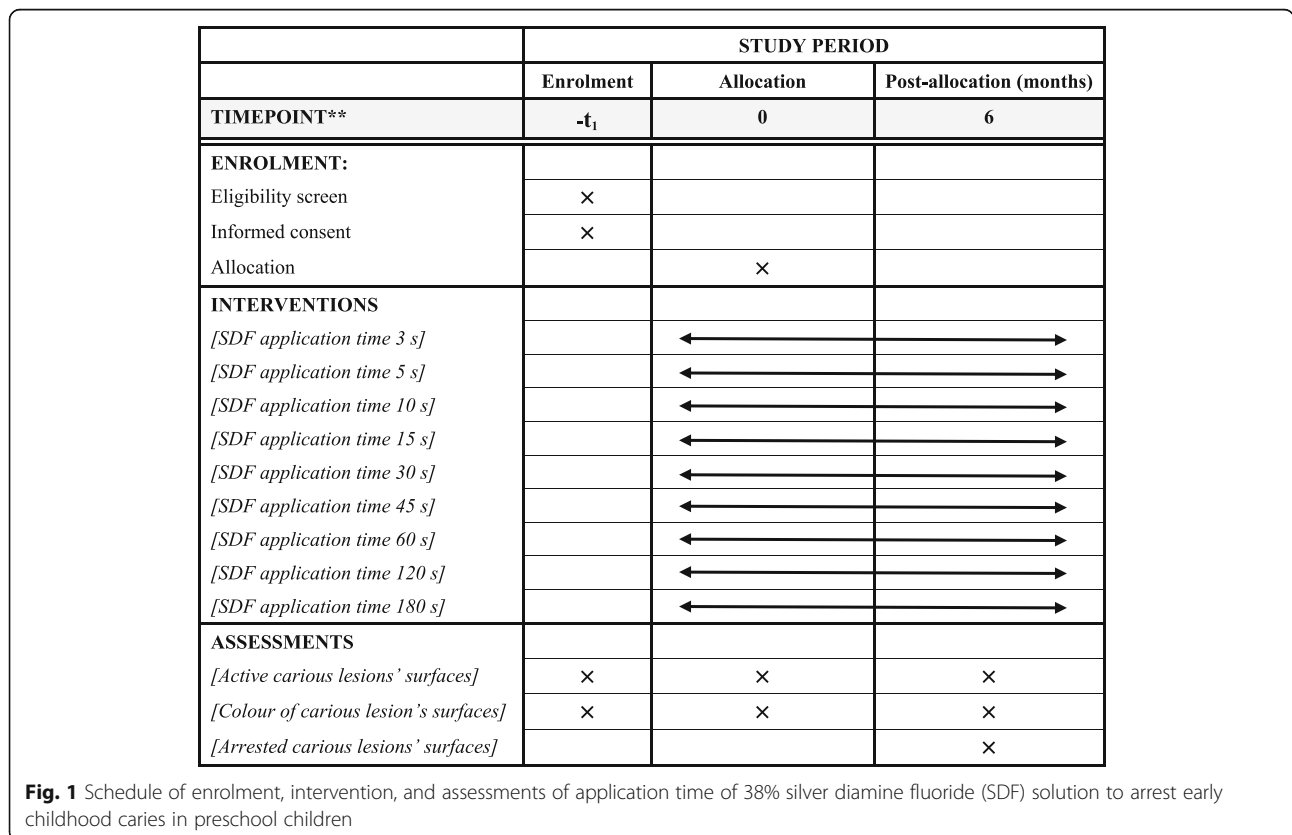 STUDY PERIOD
Enrolment Allocation Post-allocation (months)
TIMEPOINT** -t₁ 0 6
ENROLMENT:
Eligibility screen ×
Informed consent ×
Allocation ×
INTERVENTIONS
[SDF application time 3 s]
[SDF application time 5 s]
[SDF application time 10 s]
[SDF application time 15 s]
[SDF application time 30 s]
[SDF application time 45 s]
[SDF application time 60 s]
[SDF application time 120 s]
[SDF application time 180 s]
ASSESSMENTS
[Active carious lesions’ surfaces] × × ×
[Colour of carious lesion’s surfaces] × × ×
[Arrested carious lesions’ surfaces] ×
Fig. 1 Schedule of enrolment, intervention, and assessments of application time of 38% silver diamine fluoride (SDF) solution to arrest early
childhood caries in preschool children